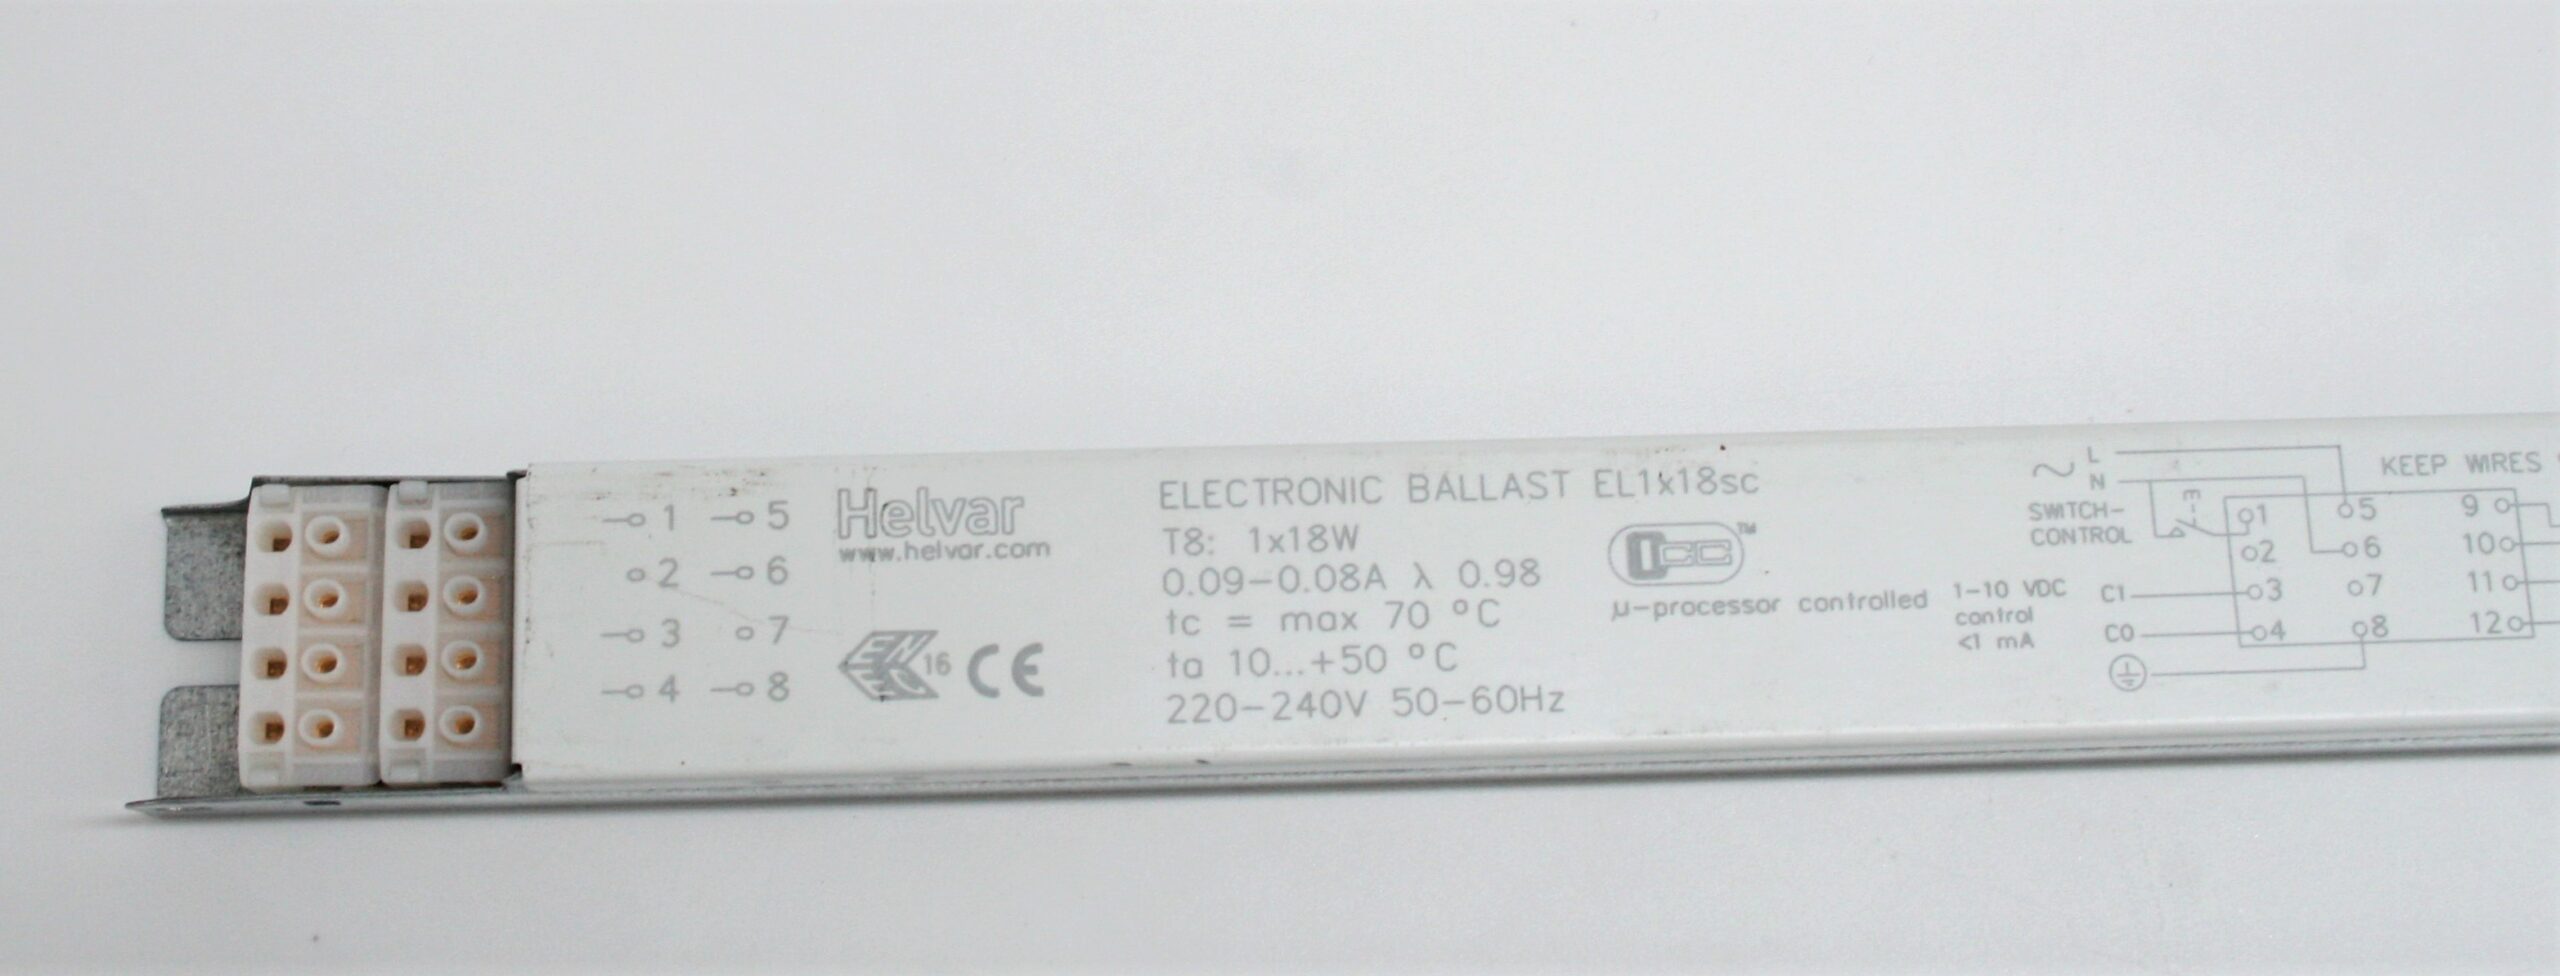 1 5
2 6
3 7
4 8
Helvar
www.helvar.com
ENEC 16 CE
ELECTRONIC BALLAST EL1x18sc
T8: 1x18W
0.09-0.08A λ 0.98
tc = max 70 °C
ta 10...+50 °C
220-240V 50-60Hz
ICC™
µ-processor controlled
1-10 VDC
control
<1 mA
~ L
N
SWITCH-
CONTROL
C1
C0
1 5 9
2 6 10
3 7 11
4 8 12
KEEP WIRES